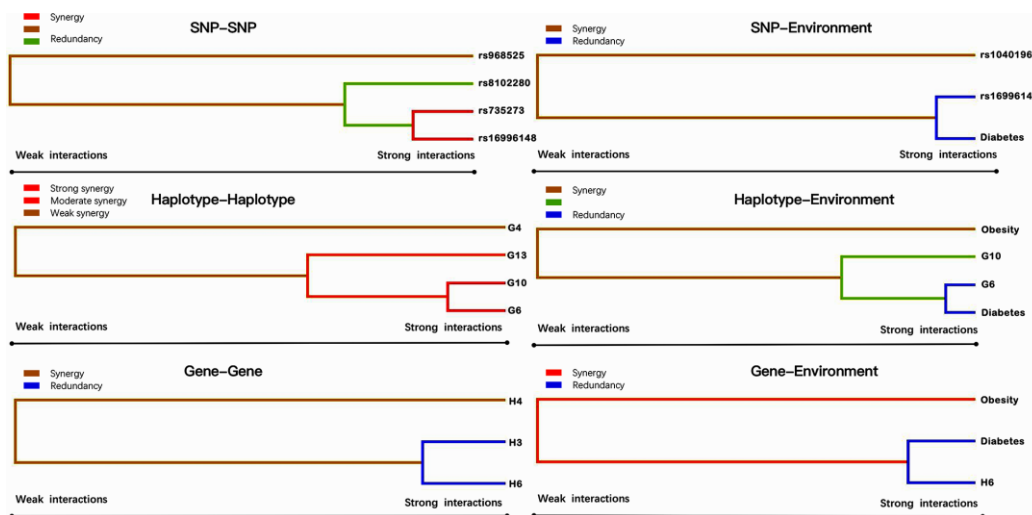 Synergy
Redundancy
SNP–SNP
rs968525
rs8102280
rs735273
rs16996148
Weak interactions
Strong interactions
Synergy
Redundancy
SNP–Environment
rs1040196
rs1699614
Diabetes
Weak interactions
Strong interactions
Strong synergy
Moderate synergy
Weak synergy
Haplotype–Haplotype
G4
G13
G10
G6
Weak interactions
Strong interactions
Synergy
Redundancy
Haplotype–Environment
Obesity
G10
G6
Diabetes
Weak interactions
Strong interactions
Synergy
Redundancy
Gene–Gene
H4
H3
H6
Weak interactions
Strong interactions
Synergy
Redundancy
Gene–Environment
Obesity
Diabetes
H6
Weak interactions
Strong interactions